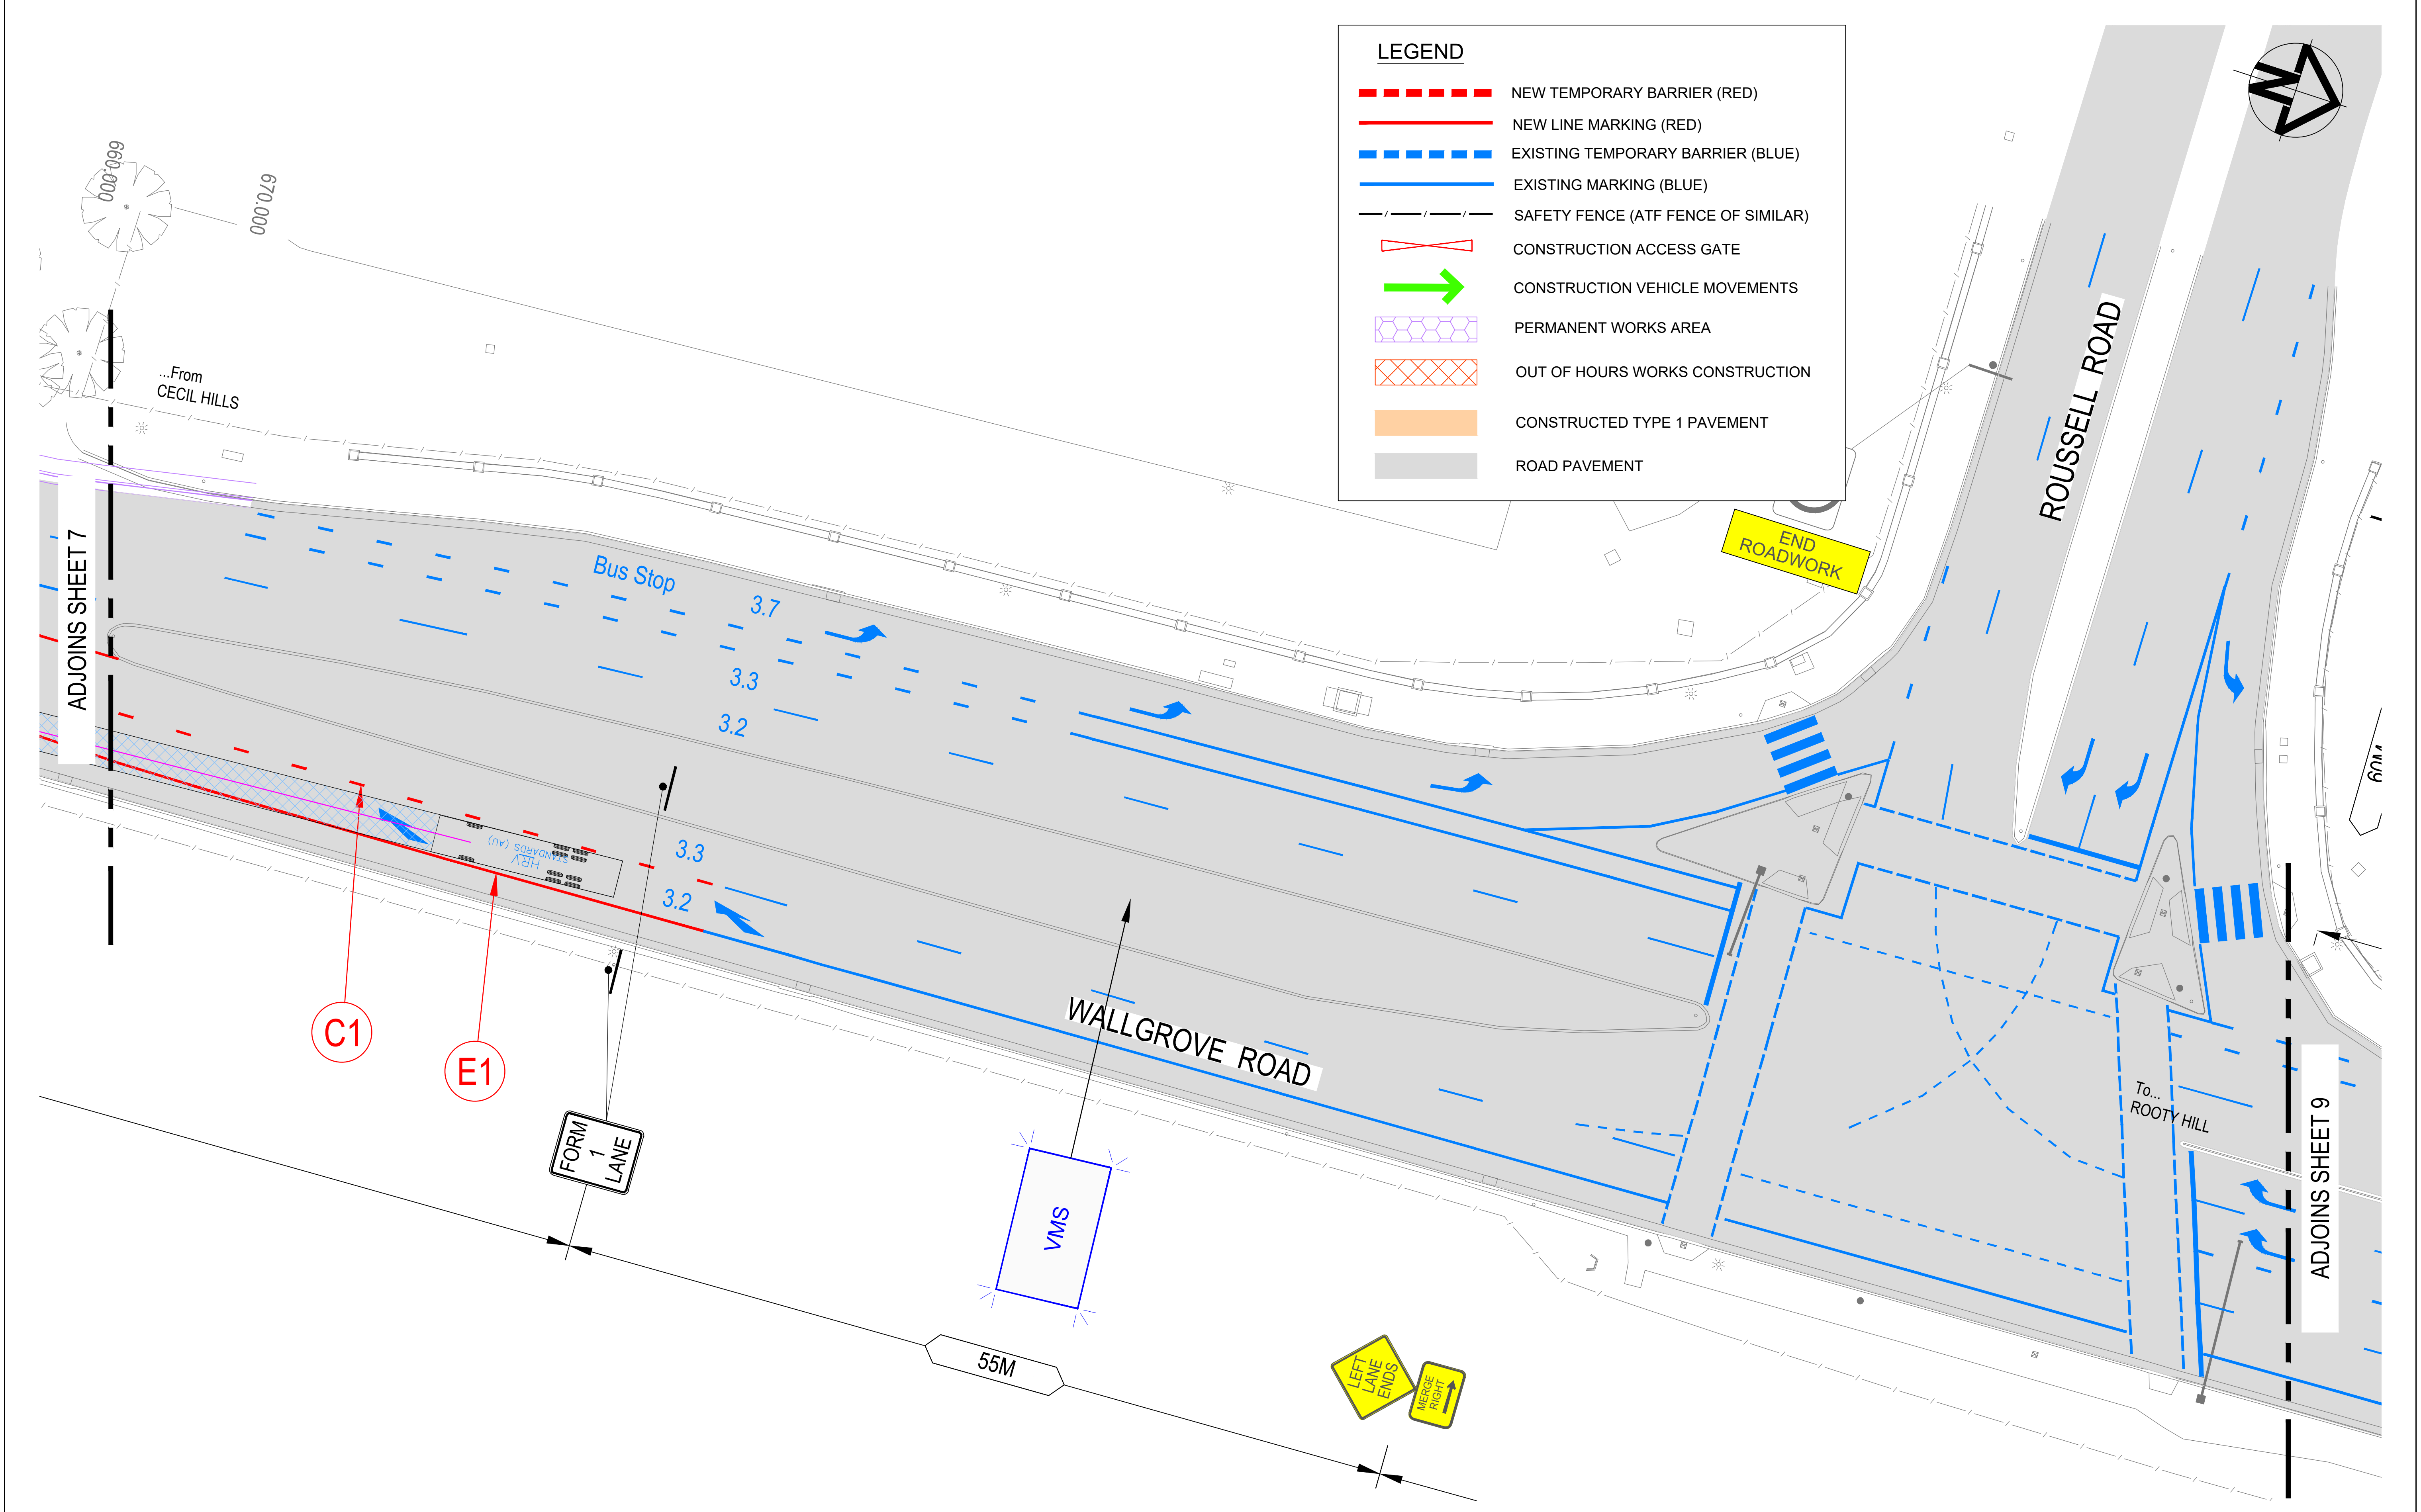 LEGEND
NEW TEMPORARY BARRIER (RED)
NEW LINE MARKING (RED)
EXISTING TEMPORARY BARRIER (BLUE)
EXISTING MARKING (BLUE)
SAFETY FENCE (ATF FENCE OF SIMILAR)
CONSTRUCTION ACCESS GATE
CONSTRUCTION VEHICLE MOVEMENTS
PERMANENT WORKS AREA
OUT OF HOURS WORKS CONSTRUCTION
CONSTRUCTED TYPE 1 PAVEMENT
ROAD PAVEMENT
N
660.000
670.000
...From
CECIL HILLS
ADJOINS SHEET 7
Bus Stop
3.7
3.3
3.2
3.3
3.2
HRV
STANDARDS (AU)
C1
E1
FORM
1
LANE
VMS
55M
LEFT
LANE
ENDS
MERGE
RIGHT
WALLGROVE ROAD
END
ROADWORK
ROUSSELL ROAD
60M
To...
ROOTY HILL
ADJOINS SHEET 9